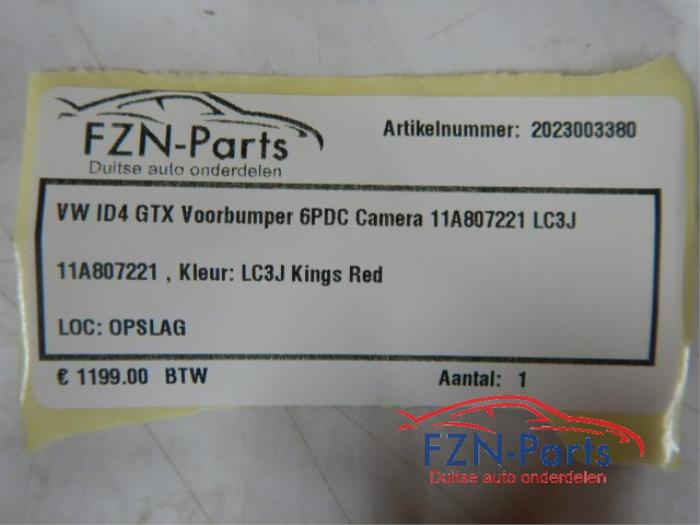 FZN-Parts
Duitse auto onderdelen
Artikelnummer: 2023003380
VW ID4 GTX Voorbumper 6PDC Camera 11A807221 LC3J
11A807221 , Kleur: LC3J Kings Red
LOC: OPSLAG
€ 1199.00 BTW
Aantal: 1
FZN-Parts
Duitse auto onderdelen